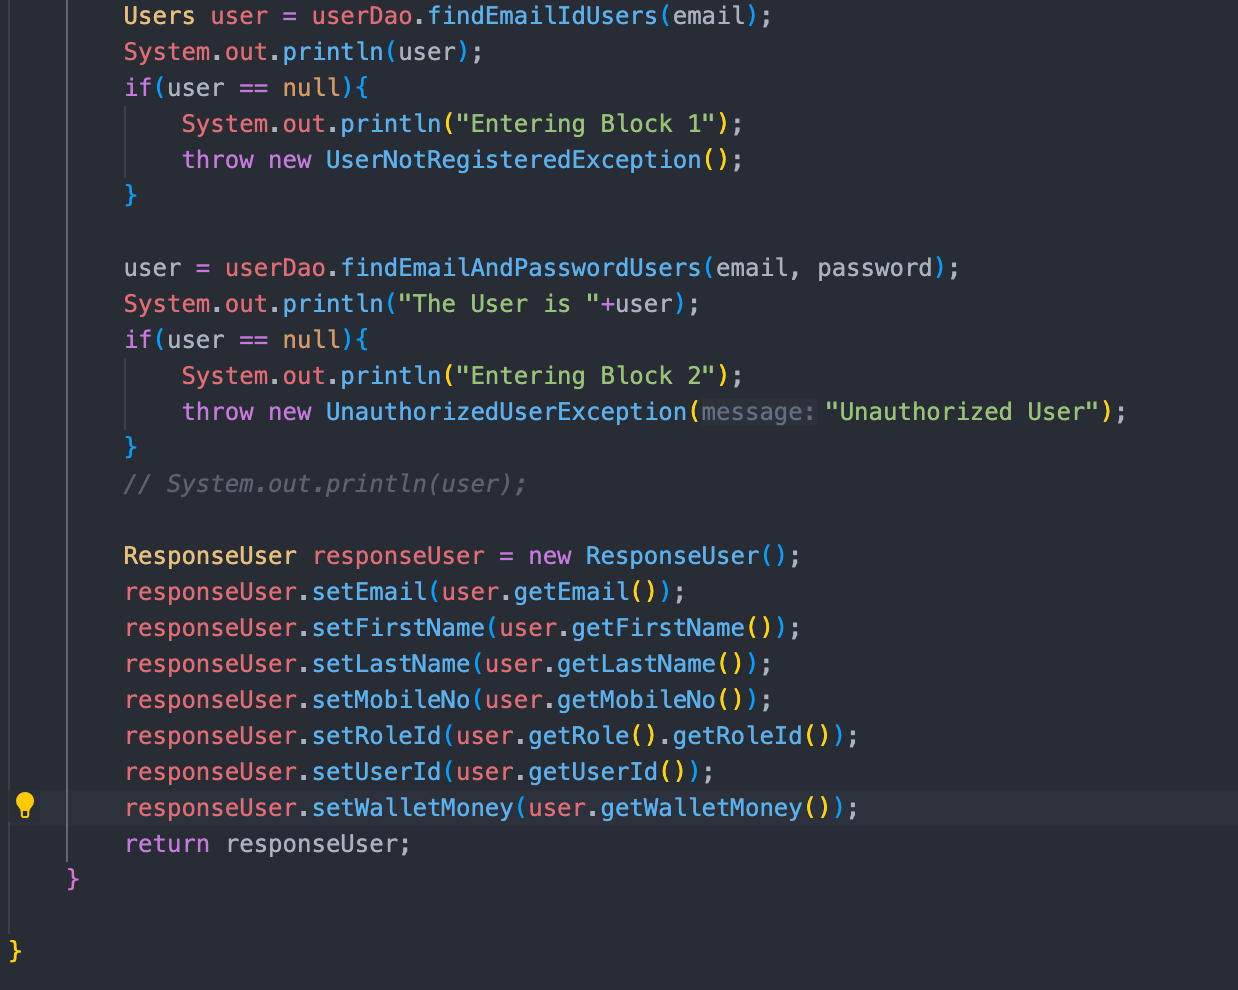 Users user = userDao.findEmailIdUsers(email);
System.out.println(user);
if(user == null){
System.out.println("Entering Block 1");
throw new UserNotRegisteredException();
}
user = userDao.findEmailAndPasswordUsers(email, password);
System.out.println("The User is "+user);
if(user == null){
System.out.println("Entering Block 2");
throw new UnauthorizedUserException(message: "Unauthorized User");
}
// System.out.println(user);
ResponseUser responseUser = new ResponseUser();
responseUser.setEmail(user.getEmail());
responseUser.setFirstName(user.getFirstName());
responseUser.setLastName(user.getLastName());
responseUser.setMobileNo(user.getMobileNo());
responseUser.setRoleId(user.getRole().getRoleId());
responseUser.setUserId(user.getUserId());
responseUser.setWalletMoney(user.getWalletMoney());
return responseUser;
}
}